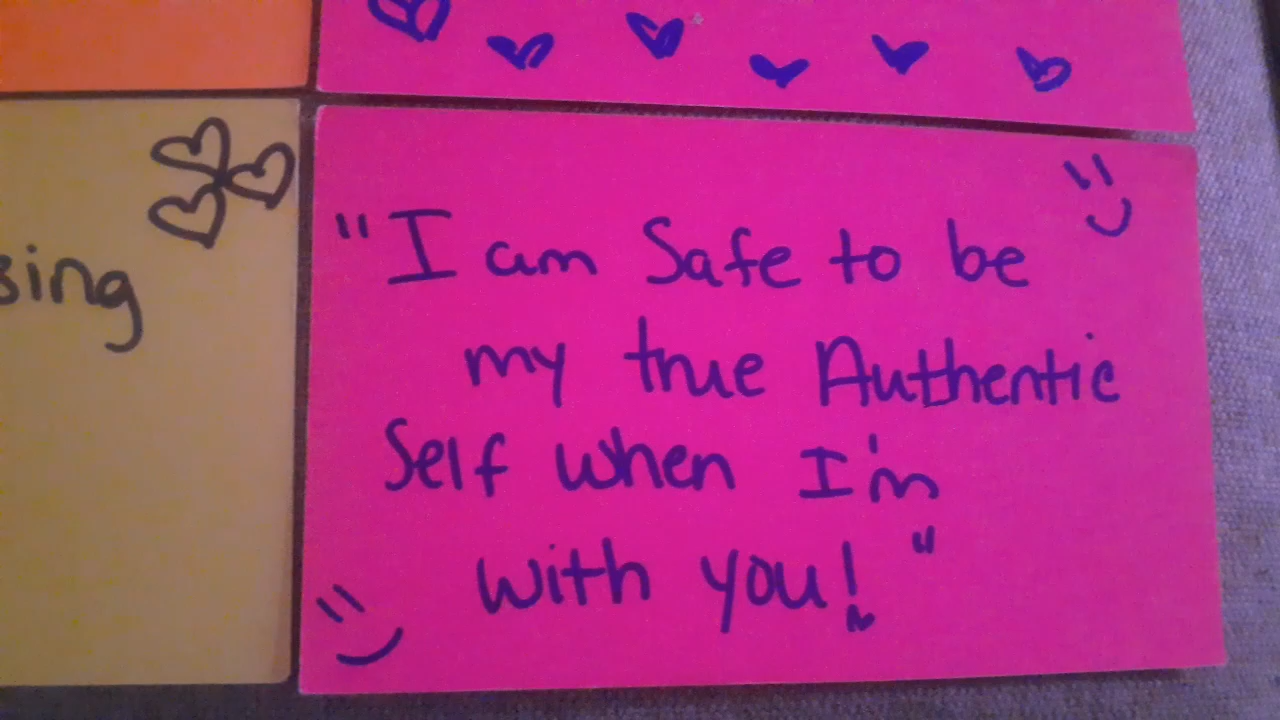 sing
"I am Safe to be
my true Authentic
Self when I'm
with you!"